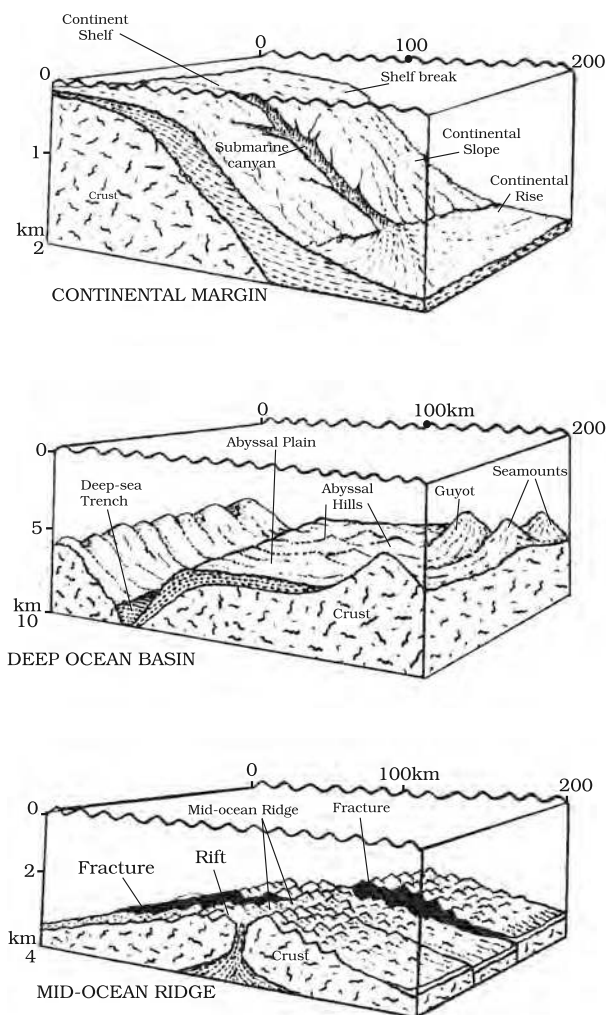 Continent
Shelf
0
100
200
0
Shelf break
Submarine
canyan
Continental
Slope
1
Continental
Rise
Crust
km
2
CONTINENTAL MARGIN
0
100km
200
0
Abyssal Plain
Deep-sea
Trench
Abyssal
Hills
Guyot
Seamounts
5
km
10
Crust
DEEP OCEAN BASIN
0
100km
200
0
Mid-ocean Ridge
Fracture
2
Fracture
Rift
km
4
Crust
MID-OCEAN RIDGE